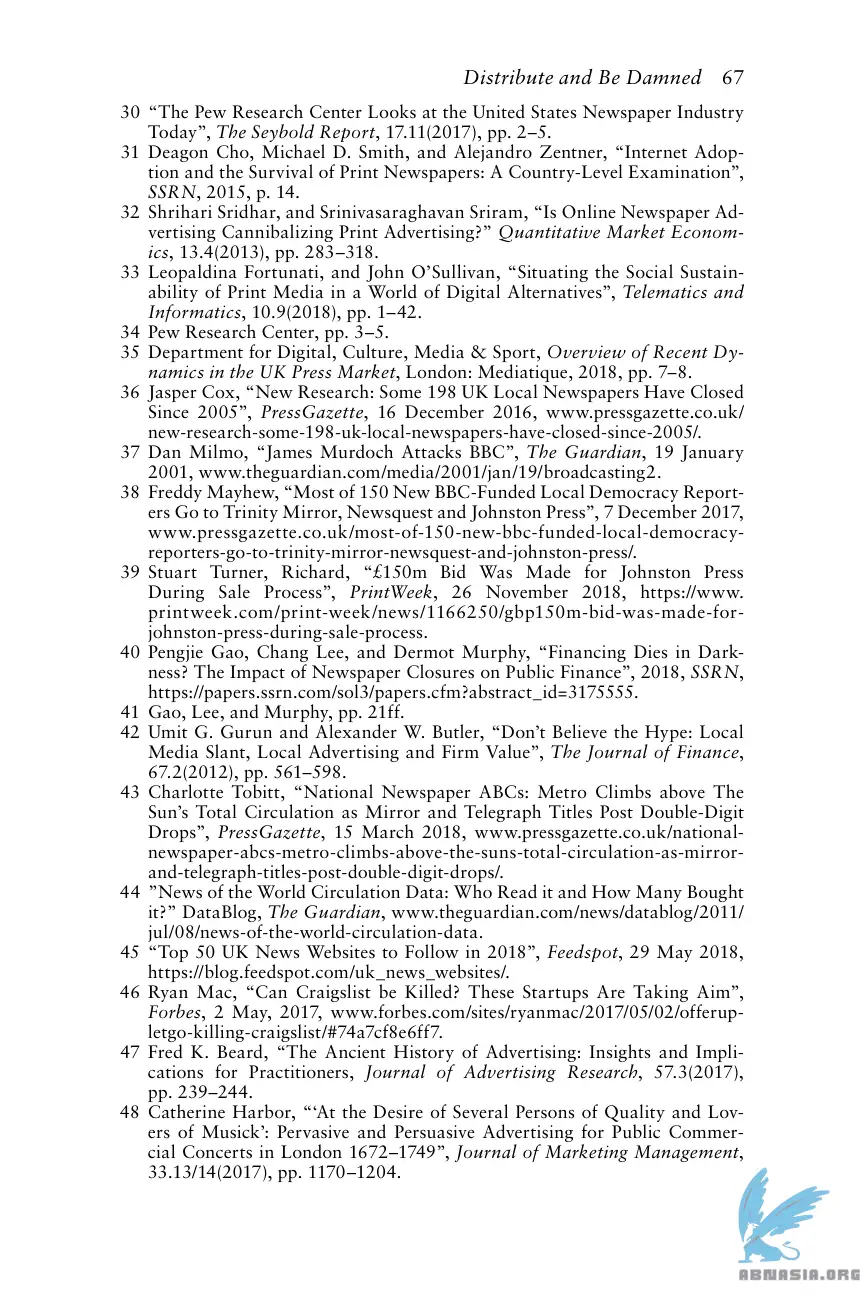 Distribute and Be Damned 67
30 “The Pew Research Center Looks at the United States Newspaper Industry
Today”, The Seybold Report, 17.11(2017), pp. 2–5.
31 Deagon Cho, Michael D. Smith, and Alejandro Zentner, “Internet Adop-
tion and the Survival of Print Newspapers: A Country-Level Examination”,
SSRN, 2015, p. 14.
32 Shrihari Sridhar, and Srinivasaraghavan Sriram, “Is Online Newspaper Ad-
vertising Cannibalizing Print Advertising?” Quantitative Market Econom-
ics, 13.4(2013), pp. 283–318.
33 Leopaldina Fortunati, and John O’Sullivan, “Situating the Social Sustain-
ability of Print Media in a World of Digital Alternatives”, Telematics and
Informatics, 10.9(2018), pp. 1–42.
34 Pew Research Center, pp. 3–5.
35 Department for Digital, Culture, Media & Sport, Overview of Recent Dy-
namics in the UK Press Market, London: Mediatique, 2018, pp. 7–8.
36 Jasper Cox, “New Research: Some 198 UK Local Newspapers Have Closed
Since 2005”, PressGazette, 16 December 2016, www.pressgazette.co.uk/
new-research-some-198-uk-local-newspapers-have-closed-since-2005/.
37 Dan Milmo, “James Murdoch Attacks BBC”, The Guardian, 19 January
2001, www.theguardian.com/media/2001/jan/19/broadcasting2.
38 Freddy Mayhew, “Most of 150 New BBC-Funded Local Democracy Report-
ers Go to Trinity Mirror, Newsquest and Johnston Press”, 7 December 2017,
www.pressgazette.co.uk/most-of-150-new-bbc-funded-local-democracy-
reporters-go-to-trinity-mirror-newsquest-and-johnston-press/.
39 Stuart Turner, Richard, “£150m Bid Was Made for Johnston Press
During Sale Process”, PrintWeek, 26 November 2018, https://www.
printweek.com/print-week/news/1166250/gbp150m-bid-was-made-for-
johnston-press-during-sale-process.
40 Pengjie Gao, Chang Lee, and Dermot Murphy, “Financing Dies in Dark-
ness? The Impact of Newspaper Closures on Public Finance”, 2018, SSRN,
https://papers.ssrn.com/sol3/papers.cfm?abstract_id=3175555.
41 Gao, Lee, and Murphy, pp. 21ff.
42 Umit G. Gurun and Alexander W. Butler, “Don’t Believe the Hype: Local
Media Slant, Local Advertising and Firm Value”, The Journal of Finance,
67.2(2012), pp. 561–598.
43 Charlotte Tobitt, “National Newspaper ABCs: Metro Climbs above The
Sun’s Total Circulation as Mirror and Telegraph Titles Post Double-Digit
Drops”, PressGazette, 15 March 2018, www.pressgazette.co.uk/national-
newspaper-abcs-metro-climbs-above-the-suns-total-circulation-as-mirror-
and-telegraph-titles-post-double-digit-drops/.
44 ”News of the World Circulation Data: Who Read it and How Many Bought
it?” DataBlog, The Guardian, www.theguardian.com/news/datablog/2011/
jul/08/news-of-the-world-circulation-data.
45 “Top 50 UK News Websites to Follow in 2018”, Feedspot, 29 May 2018,
https://blog.feedspot.com/uk_news_websites/.
46 Ryan Mac, “Can Craigslist be Killed? These Startups Are Taking Aim”,
Forbes, 2 May, 2017, www.forbes.com/sites/ryanmac/2017/05/02/offerup-
letgo-killing-craigslist/#74a7cf8e6ff7.
47 Fred K. Beard, “The Ancient History of Advertising: Insights and Impli-
cations for Practitioners, Journal of Advertising Research, 57.3(2017),
pp. 239–244.
48 Catherine Harbor, “‘At the Desire of Several Persons of Quality and Lov-
ers of Musick’: Pervasive and Persuasive Advertising for Public Commer-
cial Concerts in London 1672–1749”, Journal of Marketing Management,
33.13/14(2017), pp. 1170–1204.
ABNASIA.ORG